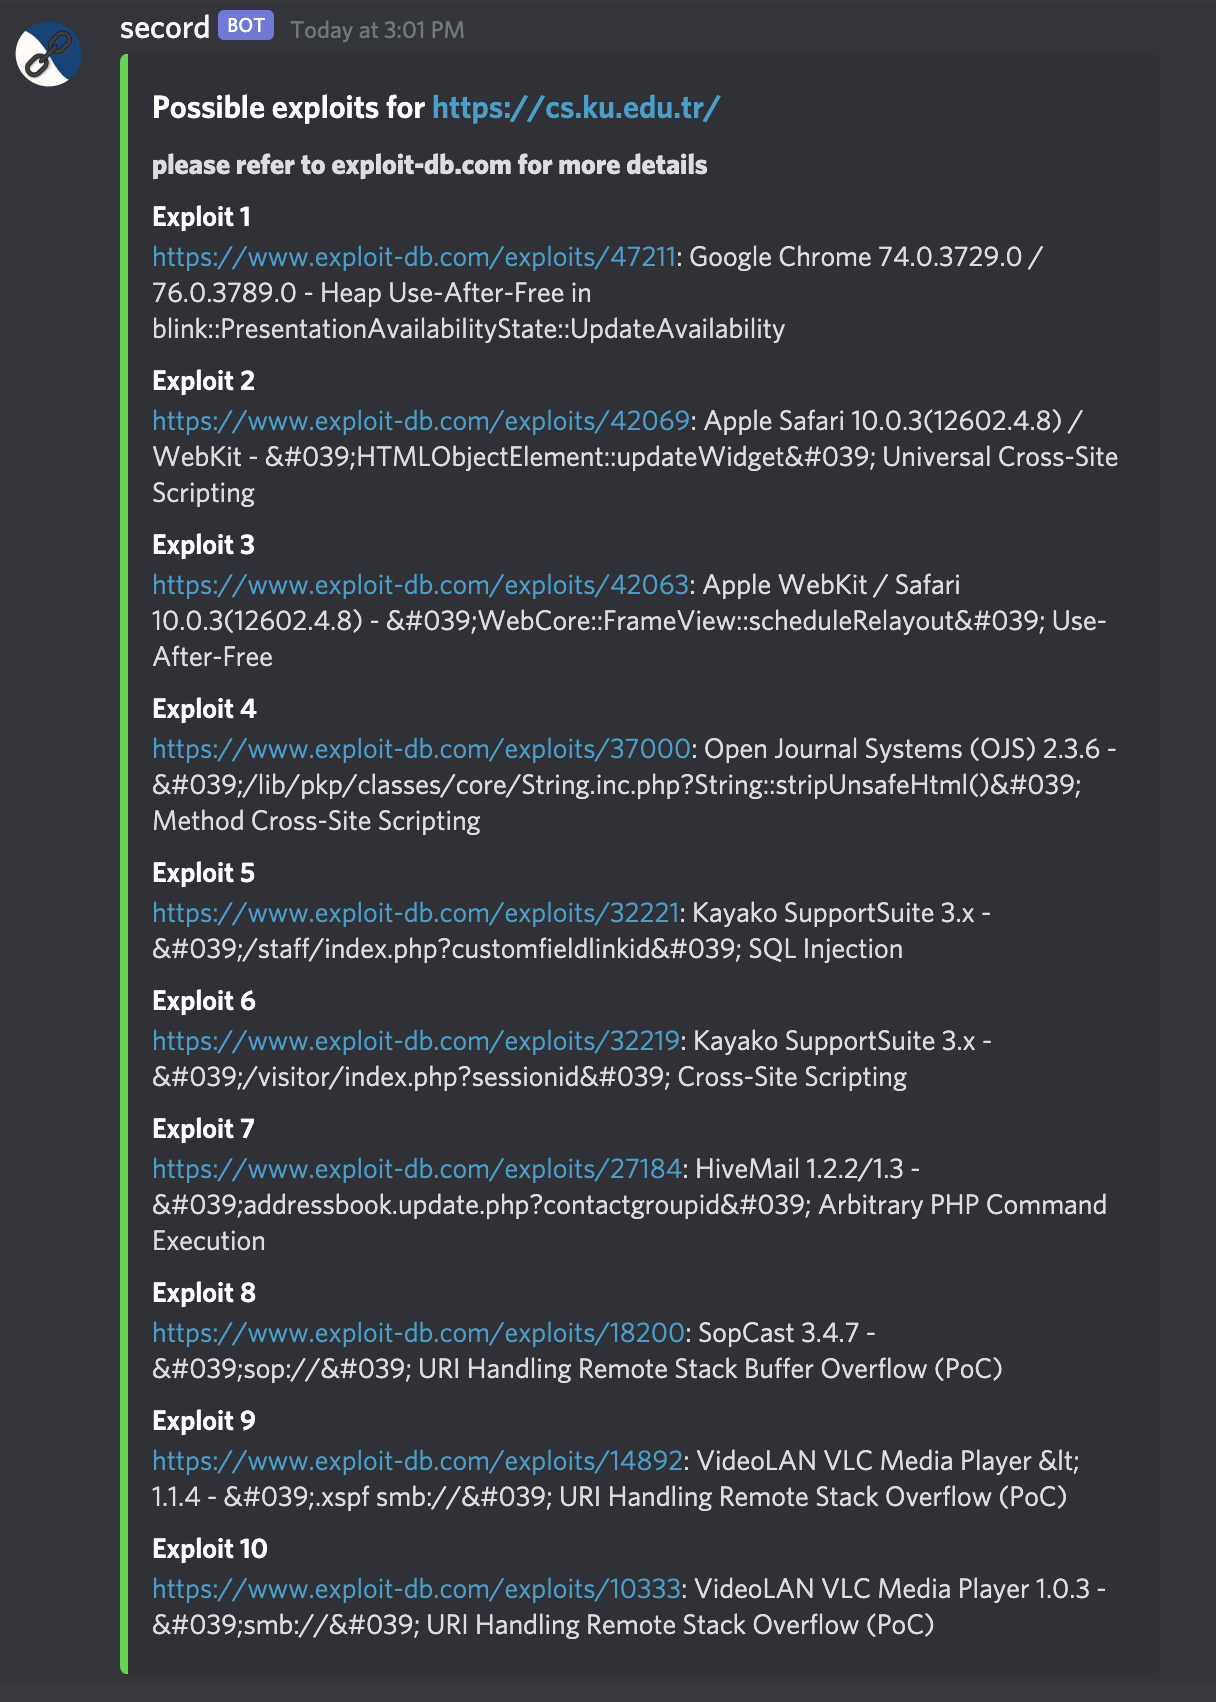 secord BOT Today at 3:01 PM
Possible exploits for https://cs.ku.edu.tr/
please refer to exploit-db.com for more details
Exploit 1
https://www.exploit-db.com/exploits/47211: Google Chrome 74.0.3729.0 /
76.0.3789.0 - Heap Use-After-Free in
blink::PresentationAvailabilityState::UpdateAvailability
Exploit 2
https://www.exploit-db.com/exploits/42069: Apple Safari 10.0.3(12602.4.8) /
WebKit - &#039;HTMLObjectElement::updateWidget&#039; Universal Cross-Site
Scripting
Exploit 3
https://www.exploit-db.com/exploits/42063: Apple WebKit / Safari
10.0.3(12602.4.8) - &#039;WebCore::FrameView::scheduleRelayout&#039; Use-
After-Free
Exploit 4
https://www.exploit-db.com/exploits/37000: Open Journal Systems (OJS) 2.3.6 -
&#039;/lib/pkp/classes/core/String.inc.php?String::stripUnsafeHtml()&#039;
Method Cross-Site Scripting
Exploit 5
https://www.exploit-db.com/exploits/32221: Kayako SupportSuite 3.x -
&#039;/staff/index.php?customfieldlinkid&#039; SQL Injection
Exploit 6
https://www.exploit-db.com/exploits/32219: Kayako SupportSuite 3.x -
&#039;/visitor/index.php?sessionid&#039; Cross-Site Scripting
Exploit 7
https://www.exploit-db.com/exploits/27184: HiveMail 1.2.2/1.3 -
&#039;addressbook.update.php?contactgroupid&#039; Arbitrary PHP Command
Execution
Exploit 8
https://www.exploit-db.com/exploits/18200: SopCast 3.4.7 -
&#039;sop://&#039; URI Handling Remote Stack Buffer Overflow (PoC)
Exploit 9
https://www.exploit-db.com/exploits/14892: VideoLAN VLC Media Player &lt;
1.1.4 - &#039;.xspf smb://&#039; URI Handling Remote Stack Overflow (PoC)
Exploit 10
https://www.exploit-db.com/exploits/10333: VideoLAN VLC Media Player 1.0.3 -
&#039;smb://&#039; URI Handling Remote Stack Overflow (PoC)